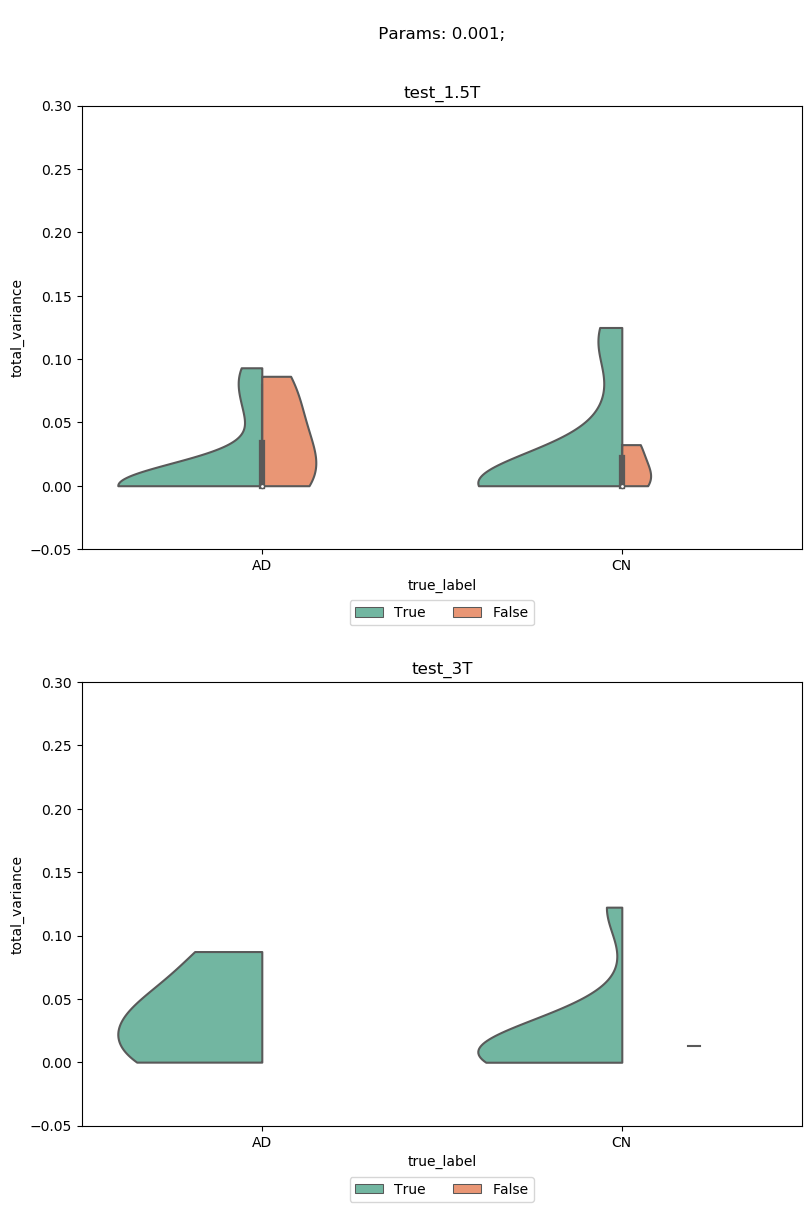 Params: 0.001;
test_1.5T
0.30
0.25
0.20
0.15
0.10
0.05
0.00
−0.05
total_variance
AD CN
true_label
True False
test_3T
0.30
0.25
0.20
0.15
0.10
0.05
0.00
−0.05
total_variance
AD CN
true_label
True False